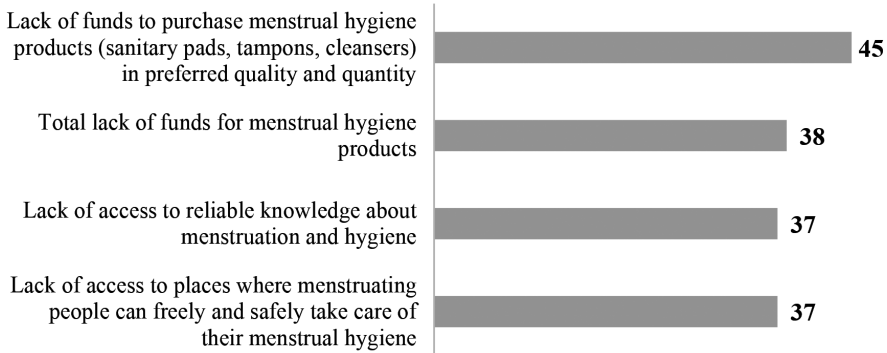 Lack of funds to purchase menstrual hygiene
products (sanitary pads, tampons, cleansers)
in preferred quality and quantity
45
Total lack of funds for menstrual hygiene
products
38
Lack of access to reliable knowledge about
menstruation and hygiene
37
Lack of access to places where menstruating
people can freely and safely take care of
their menstrual hygiene
37